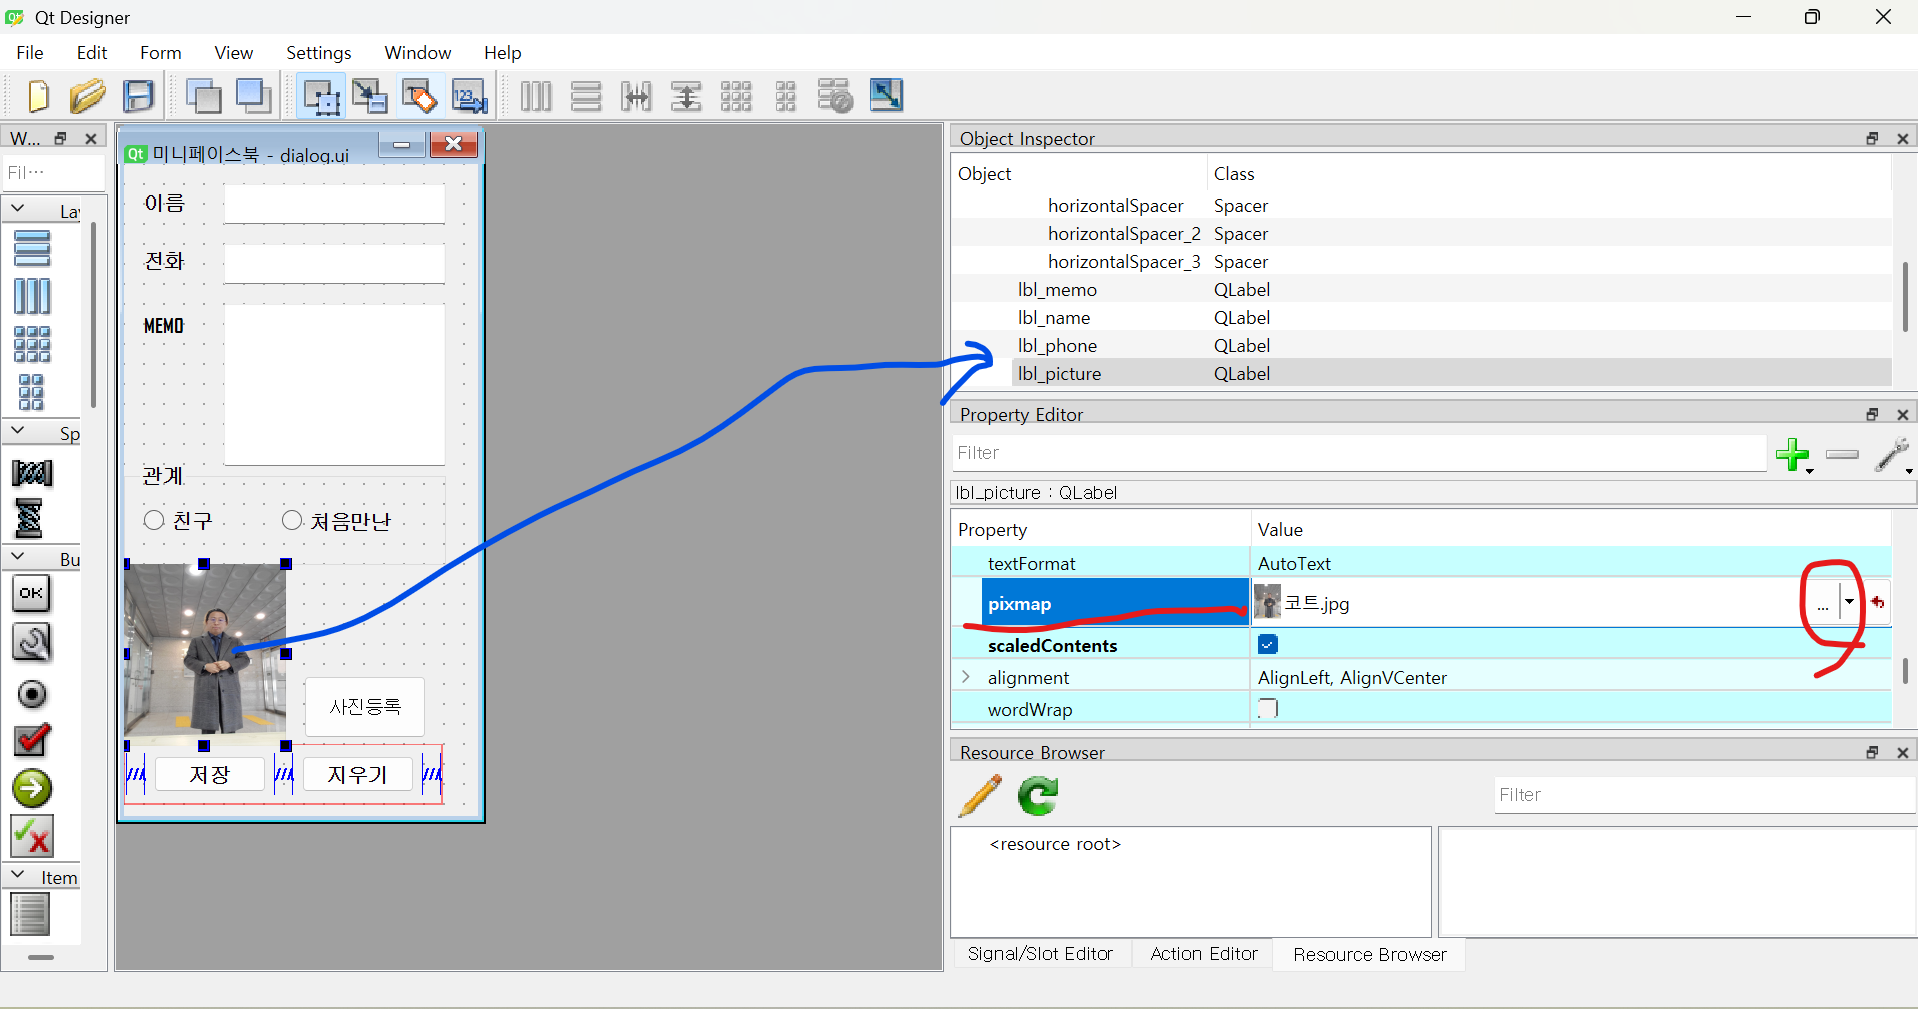 Qt Designer
File Edit Form View Settings Window Help
W...
Fil…
La
Sp
Bu
OK
Item
Qt 미니페이스북 - dialog.ui
이름
전화
MEMO
관계
친구 처음만난
사진등록
저장 지우기
Object Inspector
Object Class
horizontalSpacer Spacer
horizontalSpacer_2 Spacer
horizontalSpacer_3 Spacer
lbl_memo QLabel
lbl_name QLabel
lbl_phone QLabel
lbl_picture QLabel
Property Editor
Filter
lbl_picture : QLabel
Property Value
textFormat AutoText
pixmap 코트.jpg ...
scaledContents
alignment AlignLeft, AlignVCenter
wordWrap
Resource Browser
Filter
<resource root>
Signal/Slot Editor Action Editor Resource Browser